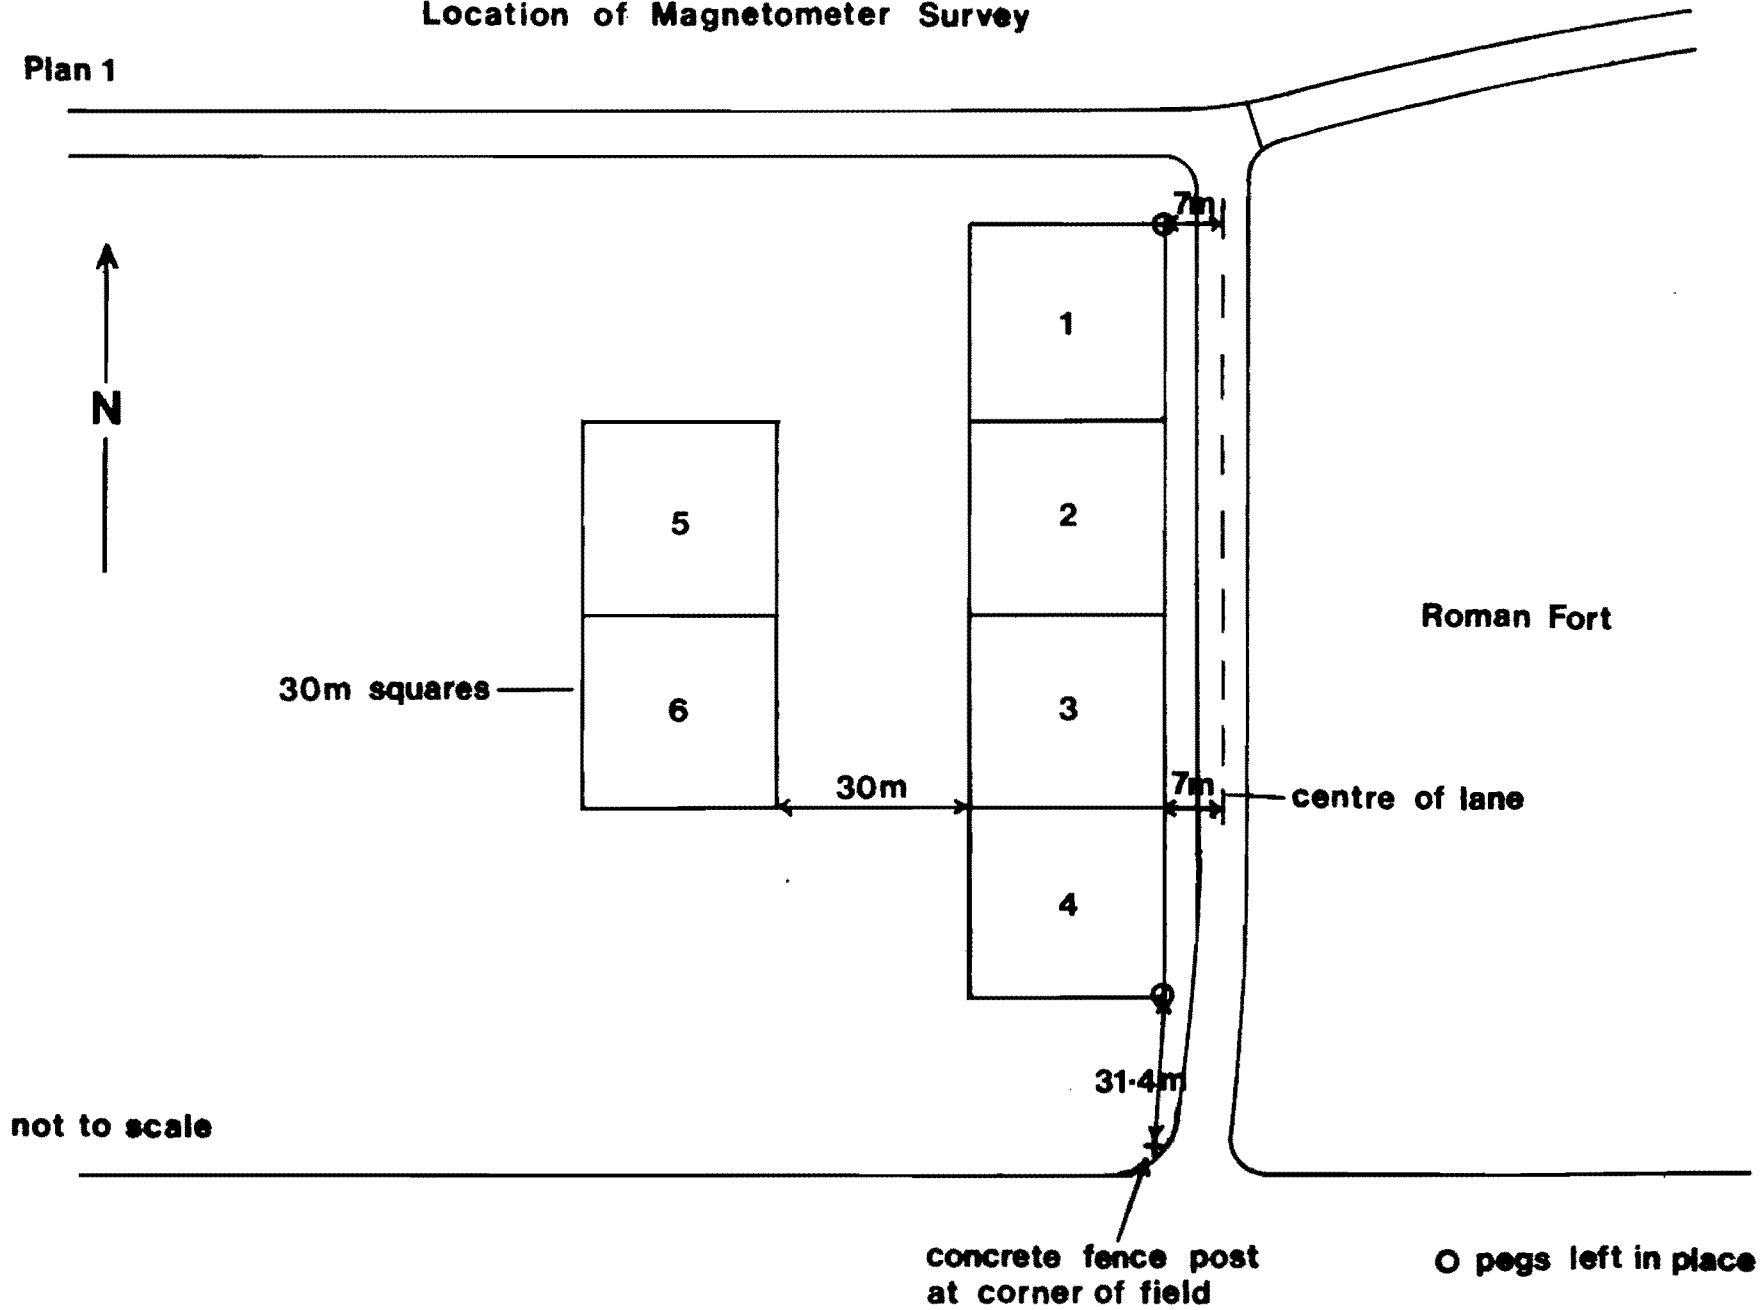 Location of Magnetometer Survey
Plan 1
7m
1
N
2
5
Roman Fort
30m squares
6
3
30m
7m
centre of lane
4
31·4m
not to scale
concrete fence post
at corner of field
O pegs left in place